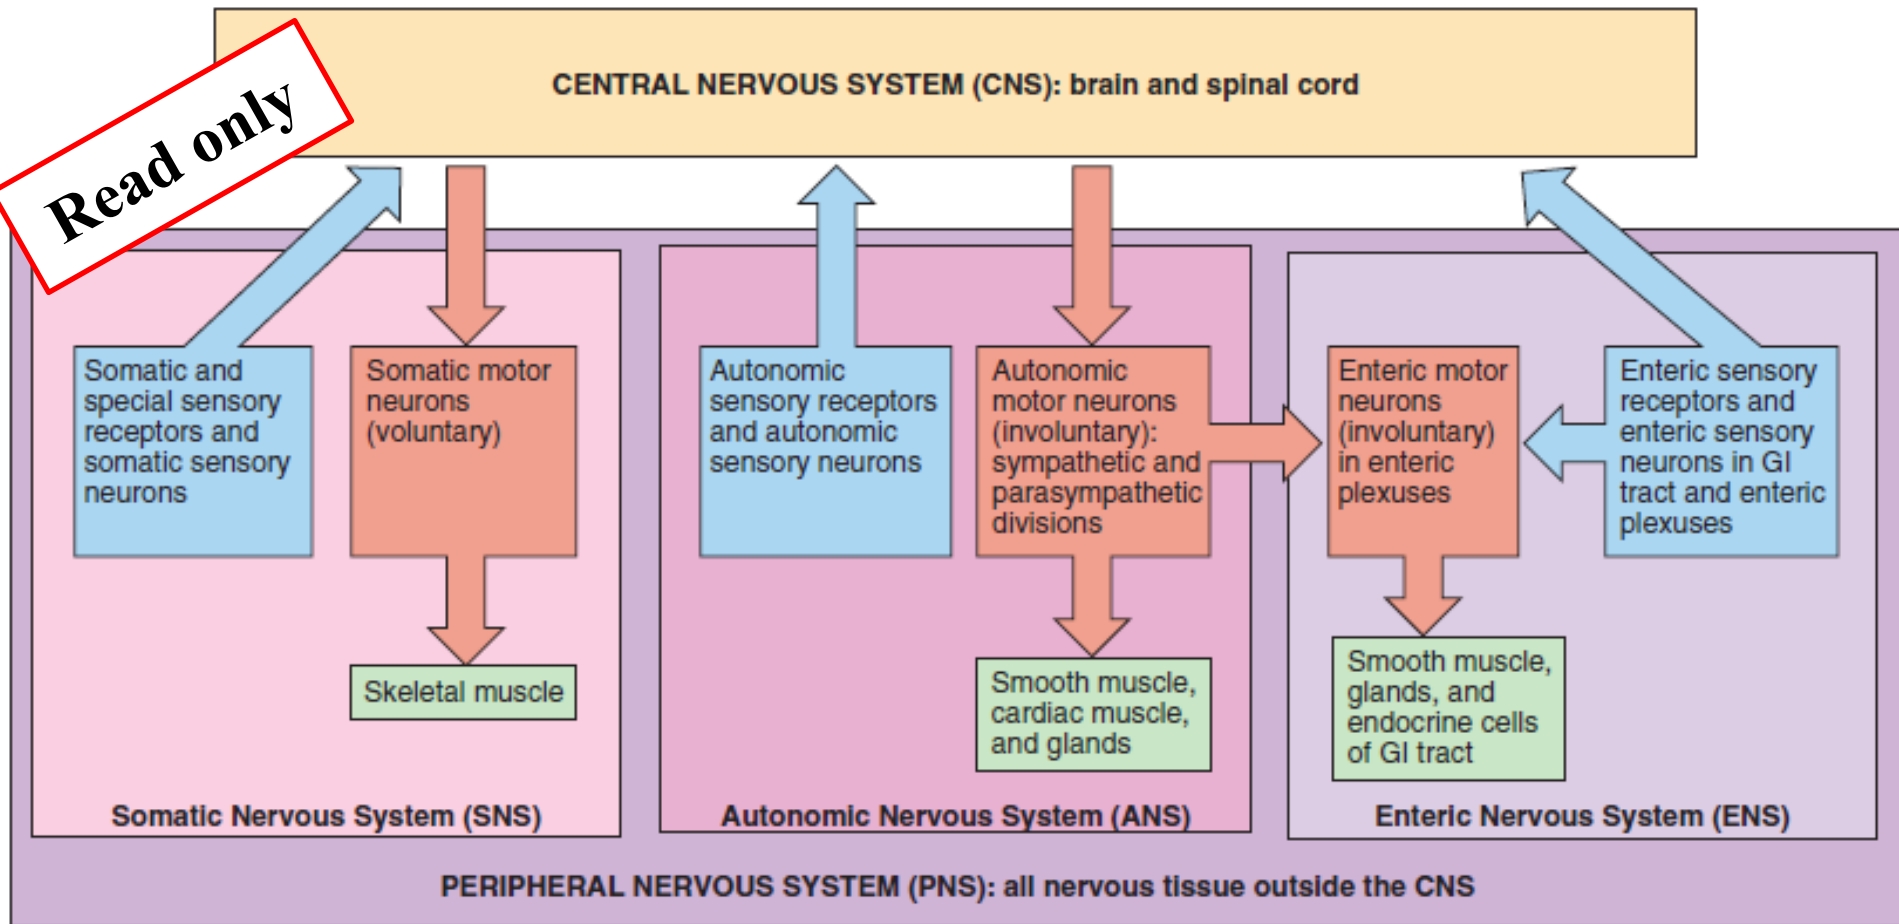 CENTRAL NERVOUS SYSTEM (CNS): brain and spinal cord
Read only
Somatic and
special sensory
receptors and
somatic sensory
neurons
Somatic motor
neurons
(voluntary)
Autonomic
sensory receptors
and autonomic
sensory neurons
Autonomic
motor neurons
(involuntary):
sympathetic and
parasympathetic
divisions
Enteric motor
neurons
(involuntary)
in enteric
plexuses
Enteric sensory
receptors and
enteric sensory
neurons in GI
tract and enteric
plexuses
Skeletal muscle
Smooth muscle,
cardiac muscle,
and glands
Smooth muscle,
glands, and
endocrine cells
of GI tract
Somatic Nervous System (SNS)
Autonomic Nervous System (ANS)
Enteric Nervous System (ENS)
PERIPHERAL NERVOUS SYSTEM (PNS): all nervous tissue outside the CNS